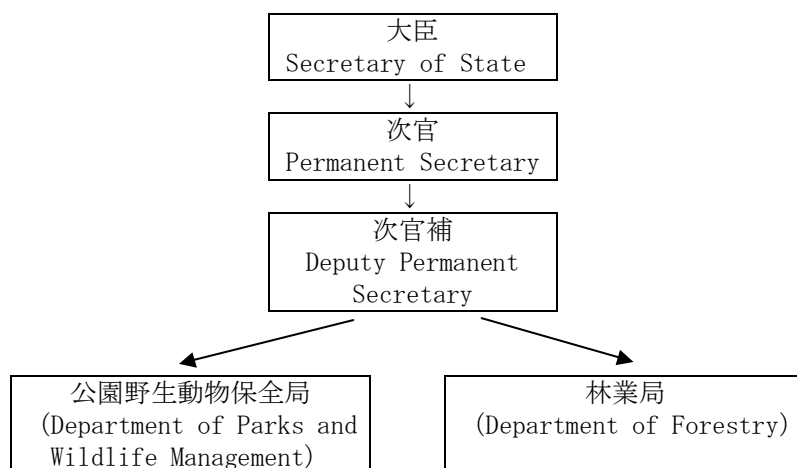 大臣
Secretary of State
↓
次官
Permanent Secretary
↓
次官補
Deputy Permanent
Secretary
公園野生動物保全局
(Department of Parks and
Wildlife Management)
林業局
(Department of Forestry)